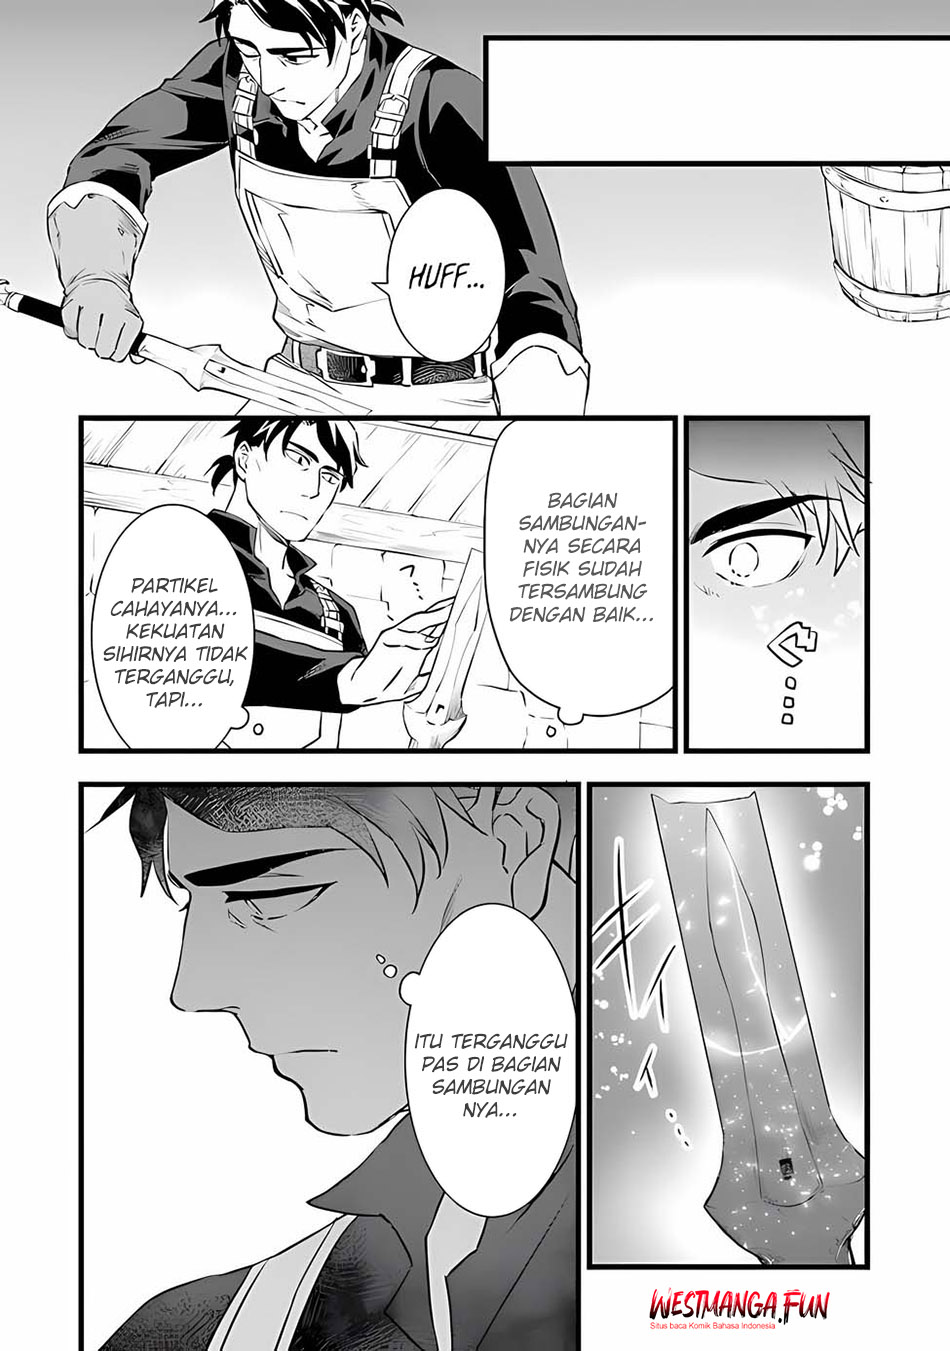 HUFF...
BAGIAN
SAMBUNGAN-
NYA SECARA
FISIK SUDAH
TERSAMBUNG
DENGAN BAIK...
PARTIKEL
CAHAYANYA...
KEKUATAN
SIHIRNYA TIDAK
TERGANGGU,
TAPI...
ITU TERGANGGU
PAS DI BAGIAN
SAMBUNGAN
NYA...
WESTMANGA.FUN
Situs baca Komik Bahasa Indonesia